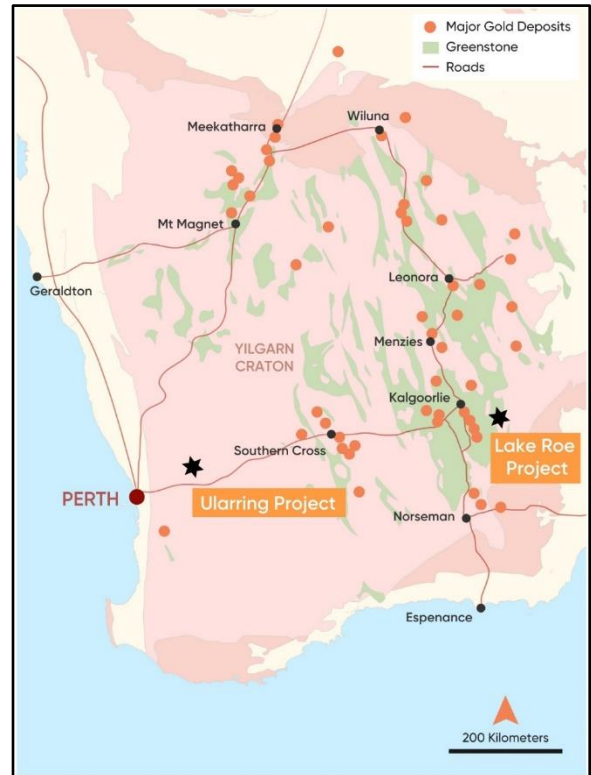 Major Gold Deposits
Greenstone
Roads
Meekatharra
Wiluna
Mt Magnet
Geraldton
Leonora
Menzies
YILGARN
CRATON
Kalgoorlie
Southern Cross
Lake Roe
Project
PERTH
Ularring Project
Norseman
Espenance
200 Kilometers